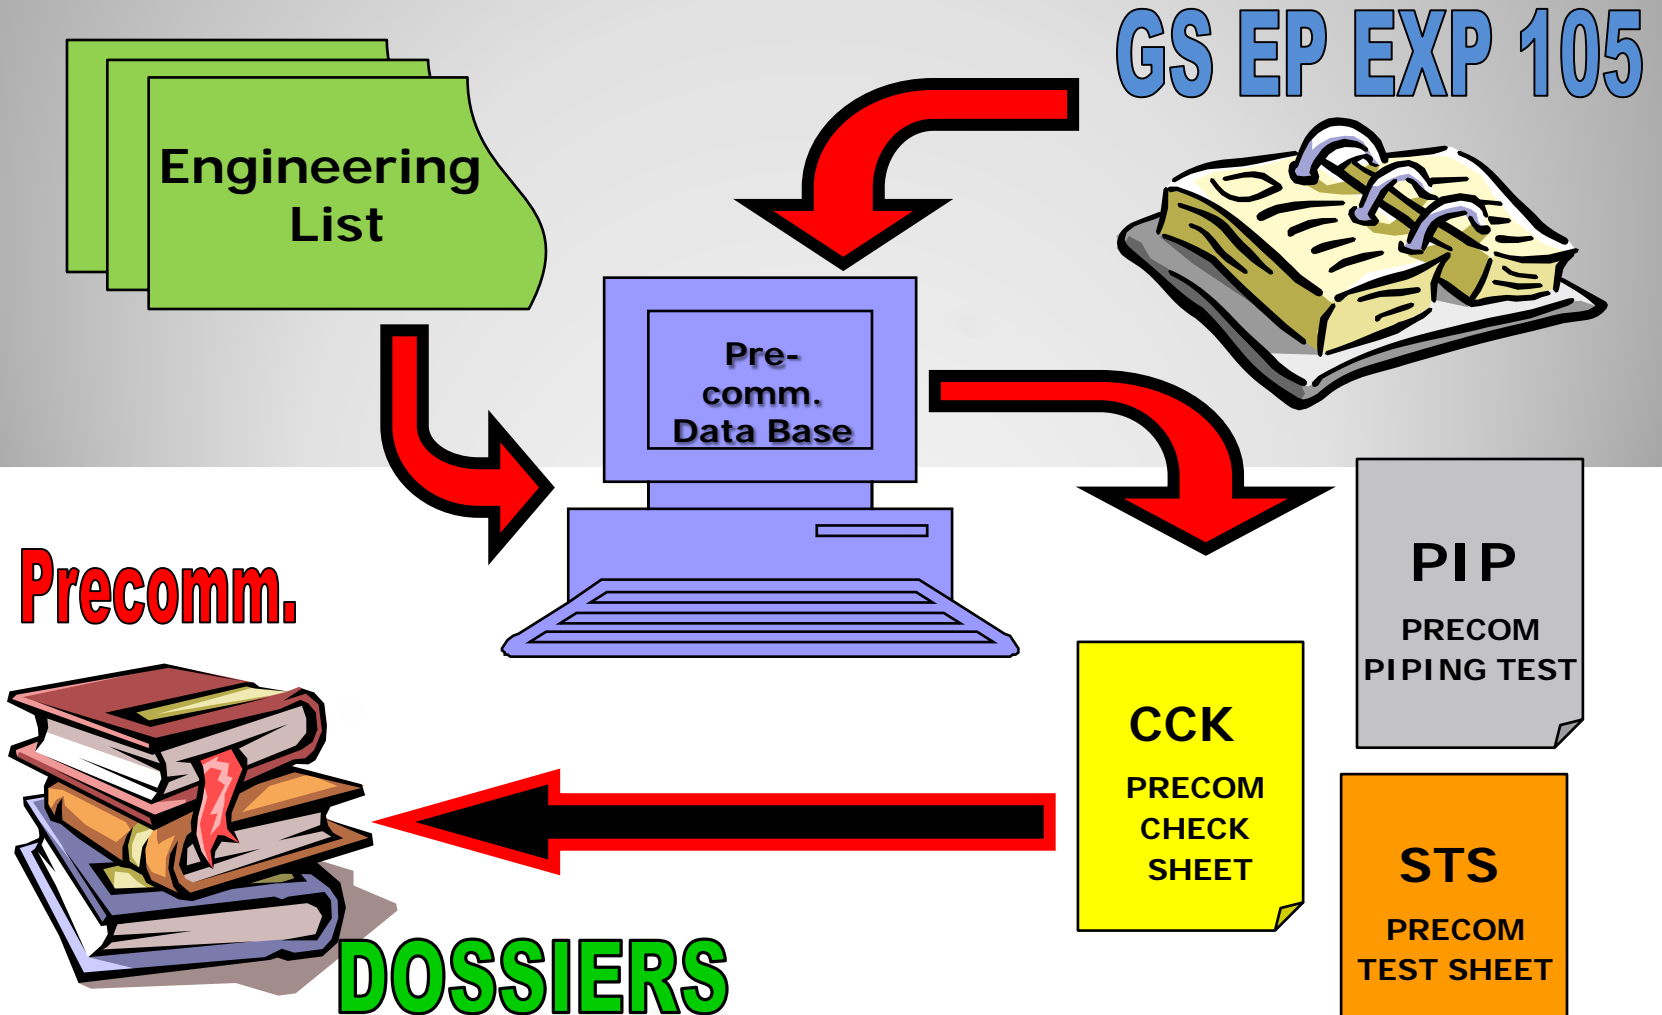 GS EP EXP 105
Engineering
List
Pre-
comm.
Data Base
Precomm.
DOSSIERS
PIP
PRECOM
PIPING TEST
CCK
PRECOM
CHECK
SHEET
STS
PRECOM
TEST SHEET